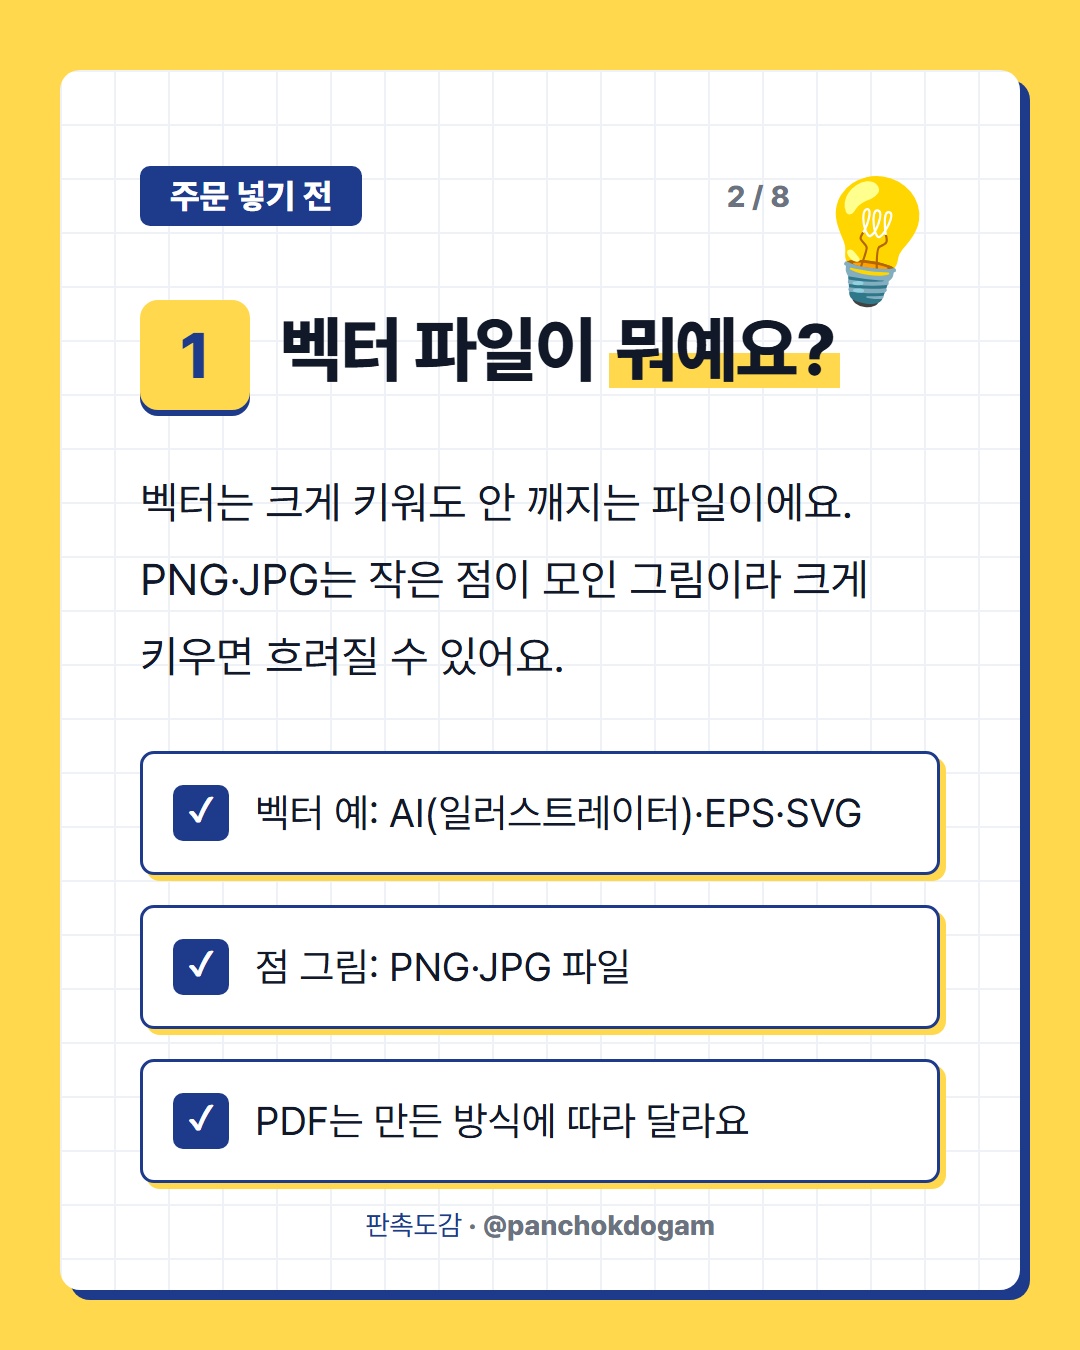 주문 넣기 전
2 / 8
1
벡터 파일이 뭐예요?
벡터는 크게 키워도 안 깨지는 파일이에요.
PNG·JPG는 작은 점이 모인 그림이라 크게
키우면 흐려질 수 있어요.
벡터 예: AI(일러스트레이터)·EPS·SVG
점 그림: PNG·JPG 파일
PDF는 만든 방식에 따라 달라요
판촉도감 · @panchokdogam